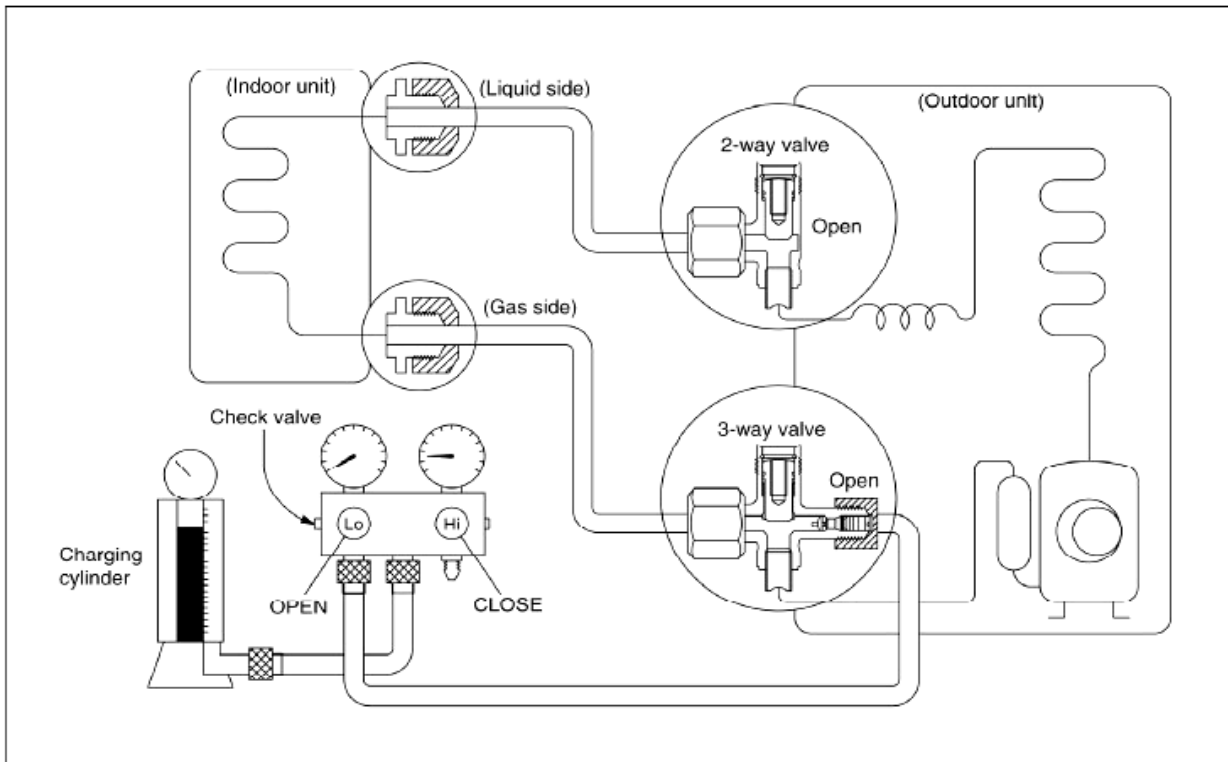 (Indoor unit)
(Liquid side)
(Outdoor unit)
2-way valve
Open
(Gas side)
Check valve
3-way valve
Open
Lo
Hi
Charging
cylinder
OPEN
CLOSE